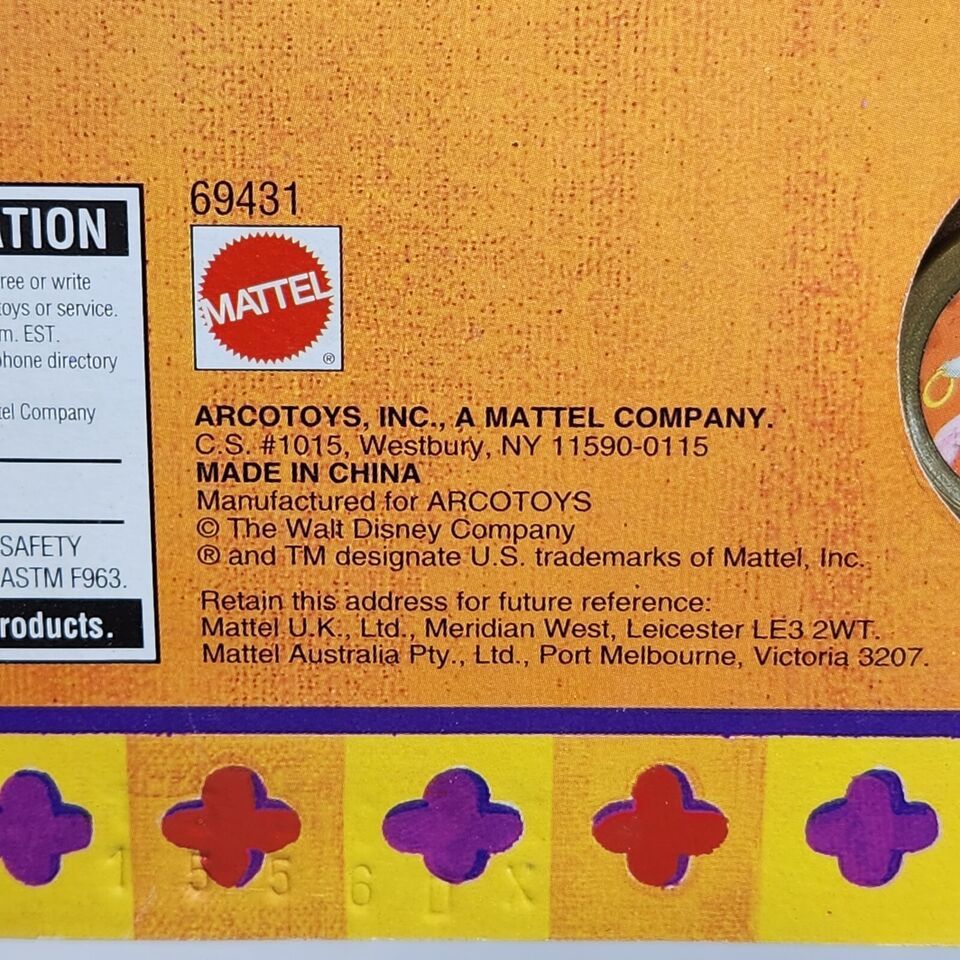 69431
MATTEL
®
ARCOTOYS, INC., A MATTEL COMPANY.
C.S. #1015, Westbury, NY 11590-0115
MADE IN CHINA
Manufactured for ARCOTOYS
© The Walt Disney Company
® and TM designate U.S. trademarks of Mattel, Inc.
Retain this address for future reference:
Mattel U.K., Ltd., Meridian West, Leicester LE3 2WT.
Mattel Australia Pty., Ltd., Port Melbourne, Victoria 3207.
ATION
ree or write
toys or service.
m. EST.
phone directory
tel Company
SAFETY
ASTM F963.
roducts.
1556